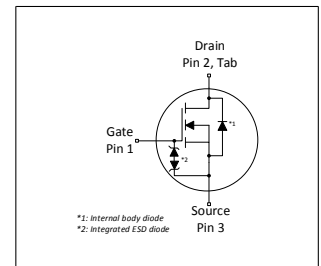 Drain
Pin 2, Tab
*1
Gate
Pin 1
*2
Source
Pin 3
*1: Internal body diode
*2: Integrated ESD diode